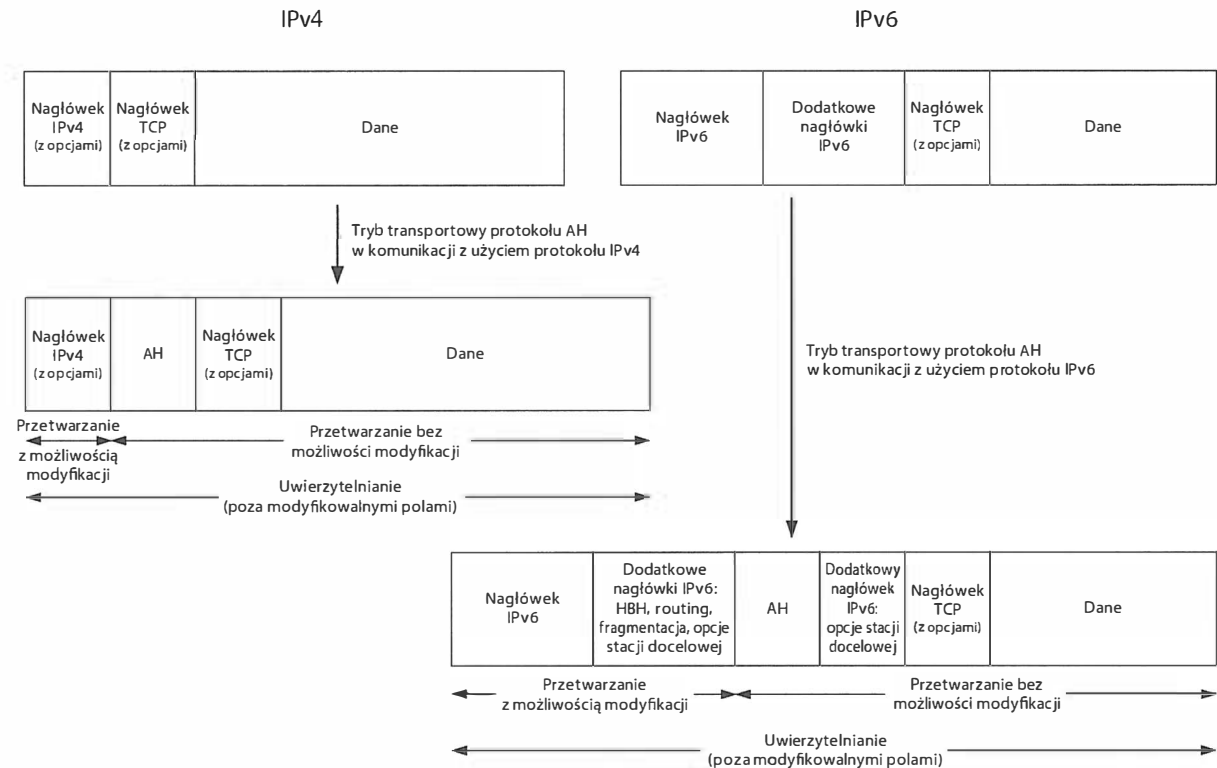 IPv4
IPv6
Nagłówek
IPv4
(z opcjami)
Nagłówek
TCP
(z opcjami)
Dane
Nagłówek
IPv6
Dodatkowe
nagłówki
IPv6
Nagłówek
TCP
(z opcjami)
Dane
Tryb transportowy protokołu AH
w komunikacji z użyciem protokołu IPv4
Nagłówek
IPv4
(z opcjami)
AH
Nagłówek
TCP
(z opcjami)
Dane
Tryb transportowy protokołu AH
w komunikacji z użyciem protokołu IPv6
Przetwarzanie
z możliwością
modyfikacji
Przetwarzanie bez
możliwości modyfikacji
Uwierzytelnianie
(poza modyfikowalnymi polami)
Nagłówek
IPv6
Dodatkowe
nagłówki IPv6:
HBH, routing,
fragmentacja, opcje
stacji docelowej
AH
Dodatkowy
nagłówek
IPv6:
opcje stacji
docelowej
Nagłówek
TCP
(z opcjami)
Dane
Przetwarzanie
z możliwością modyfikacji
Przetwarzanie bez
możliwości modyfikacji
Uwierzytelnianie
(poza modyfikowalnymi polami)